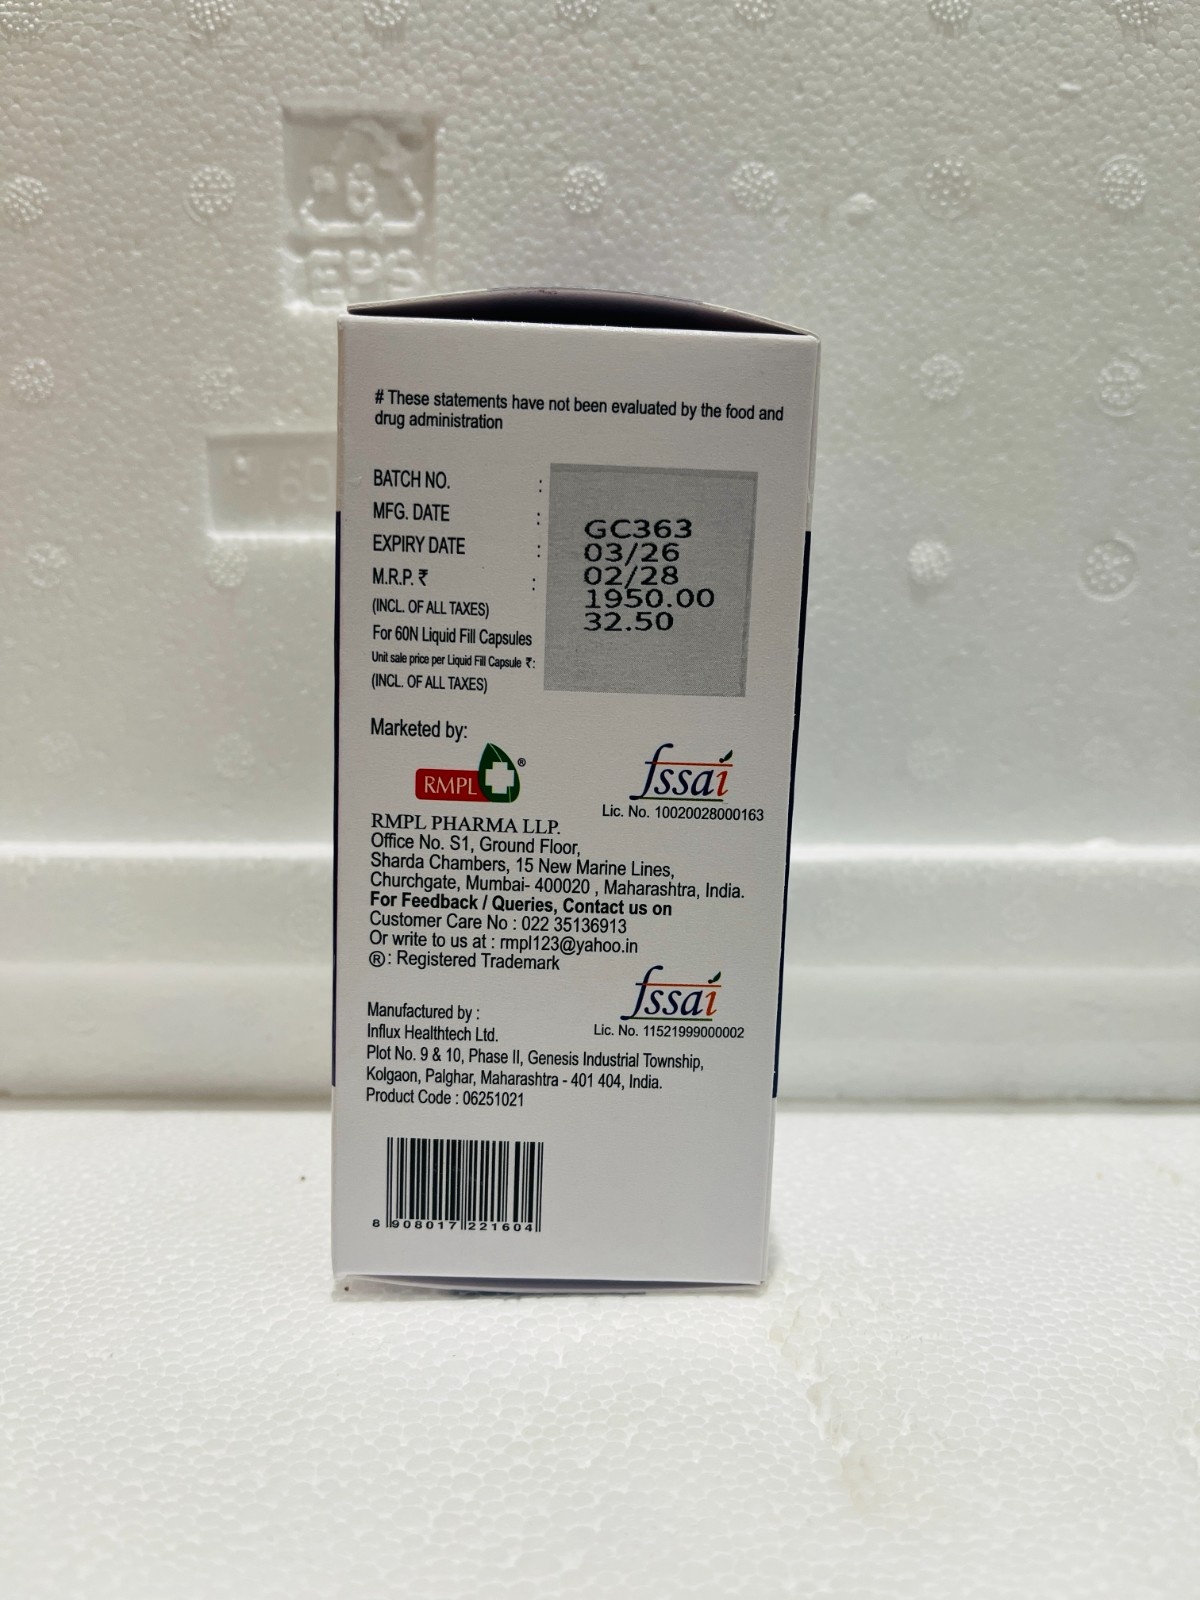 6
EPS
60
# These statements have not been evaluated by the food and
drug administration
BATCH NO. :
MFG. DATE :
EXPIRY DATE :
M.R.P. ₹ :
(INCL. OF ALL TAXES)
For 60N Liquid Fill Capsules
Unit sale price per Liquid Fill Capsule ₹:
(INCL. OF ALL TAXES)
GC363
03/26
02/28
1950.00
32.50
Marketed by:
RMPL ®
fssai
Lic. No. 10020028000163
RMPL PHARMA LLP.
Office No. S1, Ground Floor,
Sharda Chambers, 15 New Marine Lines,
Churchgate, Mumbai- 400020 , Maharashtra, India.
For Feedback / Queries, Contact us on
Customer Care No : 022 35136913
Or write to us at : rmpl123@yahoo.in
®: Registered Trademark
fssai
Lic. No. 11521999000002
Manufactured by :
Influx Healthtech Ltd.
Plot No. 9 & 10, Phase II, Genesis Industrial Township,
Kolgaon, Palghar, Maharashtra - 401 404, India.
Product Code : 06251021
8 908017 221604